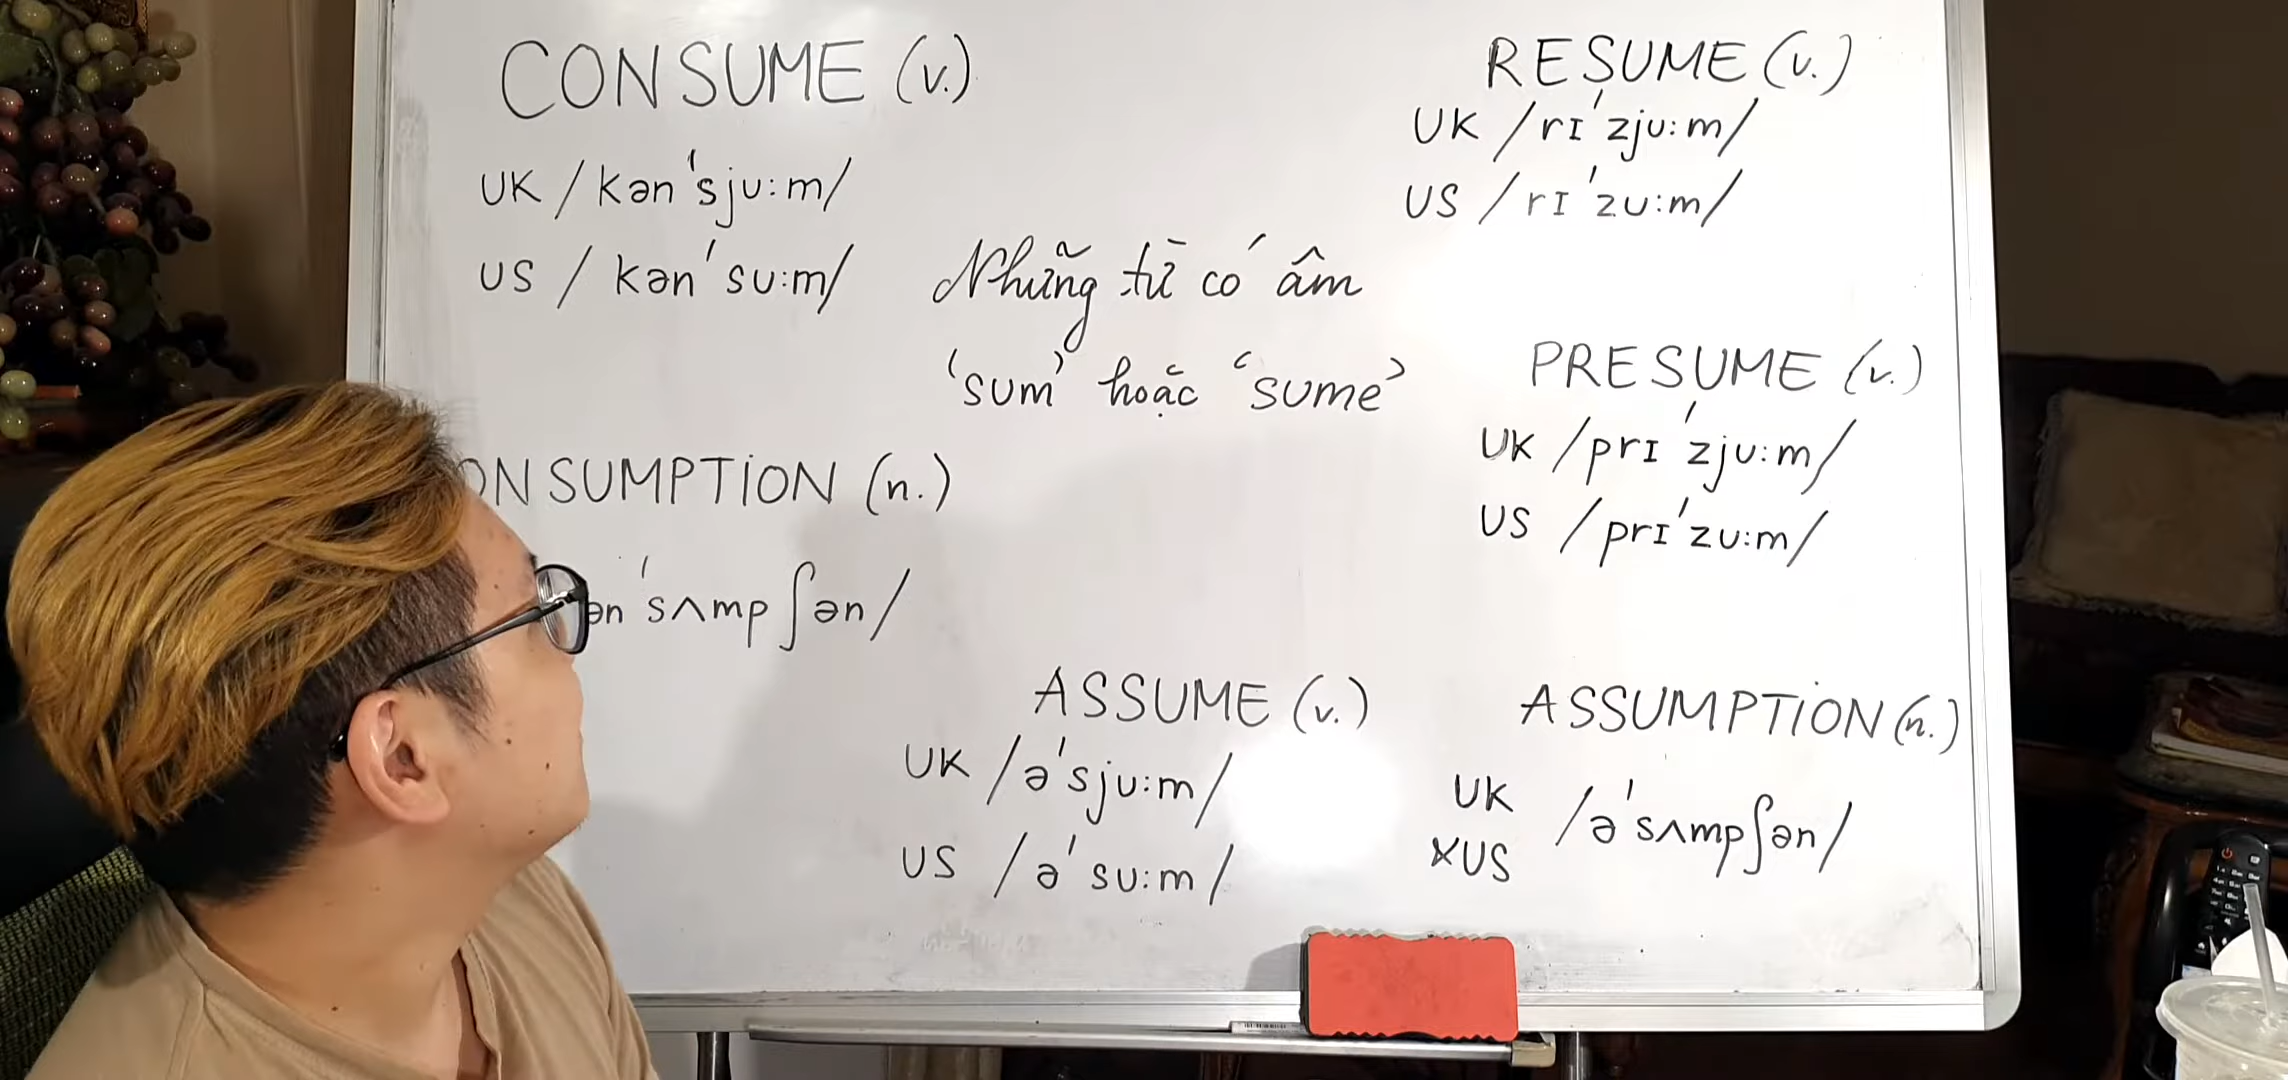 CONSUME (v.)
UK /kən'sju:m/
US /kən'su:m/
Những từ có âm
'sum' hoặc 'sume'
ONSUMPTION (n.)
ən'sʌmpʃən/
ASSUME (v.)
UK /ə'sju:m/
US /ə'su:m/
RESUME (v.)
UK /rɪ'zju:m/
US /rɪ'zu:m/
PRESUME (v.)
UK /prɪ'zju:m/
US /prɪ'zu:m/
ASSUMPTION (n.)
UK /ə'sʌmpʃən/
×US